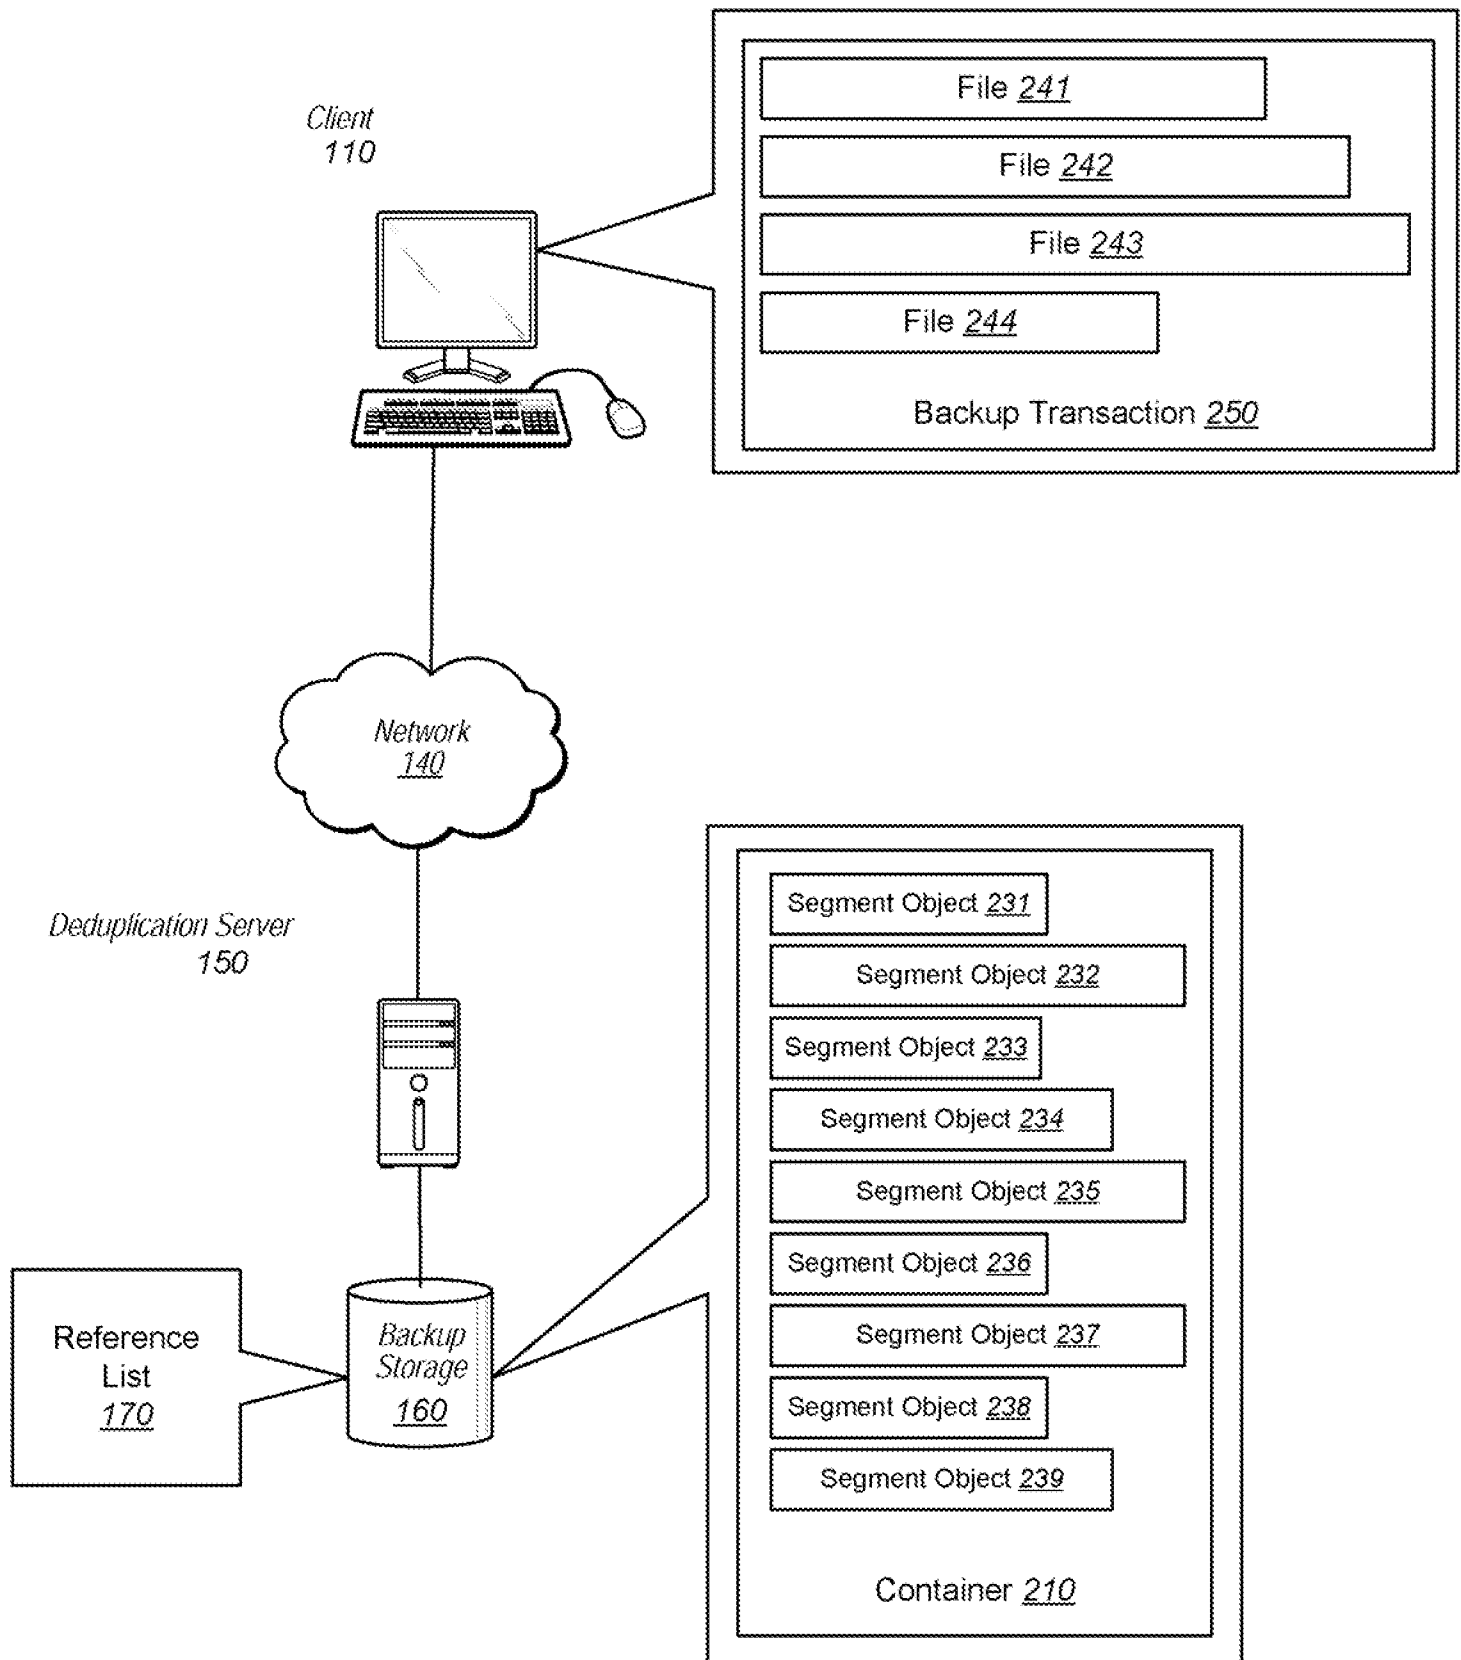 Client
110
File 241
File 242
File 243
File 244
Backup Transaction 250
Network
140
Deduplication Server
150
Segment Object 231
Segment Object 232
Segment Object 233
Segment Object 234
Segment Object 235
Segment Object 236
Segment Object 237
Segment Object 238
Segment Object 239
Container 210
Reference
List
170
Backup
Storage
160